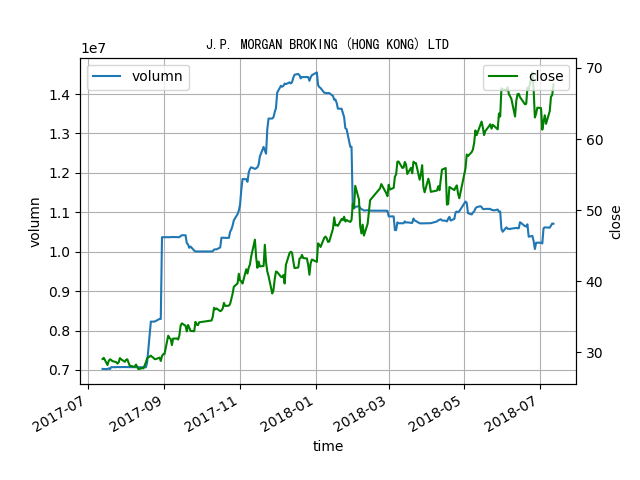 J.P. MORGAN BROKING (HONG KONG) LTD
1e7
volumn
close
1.4
1.3
1.2
1.1
1.0
0.9
0.8
0.7
70
60
50
40
30
volumn
close
2017-07
2017-09
2017-11
2018-01
2018-03
2018-05
2018-07
time